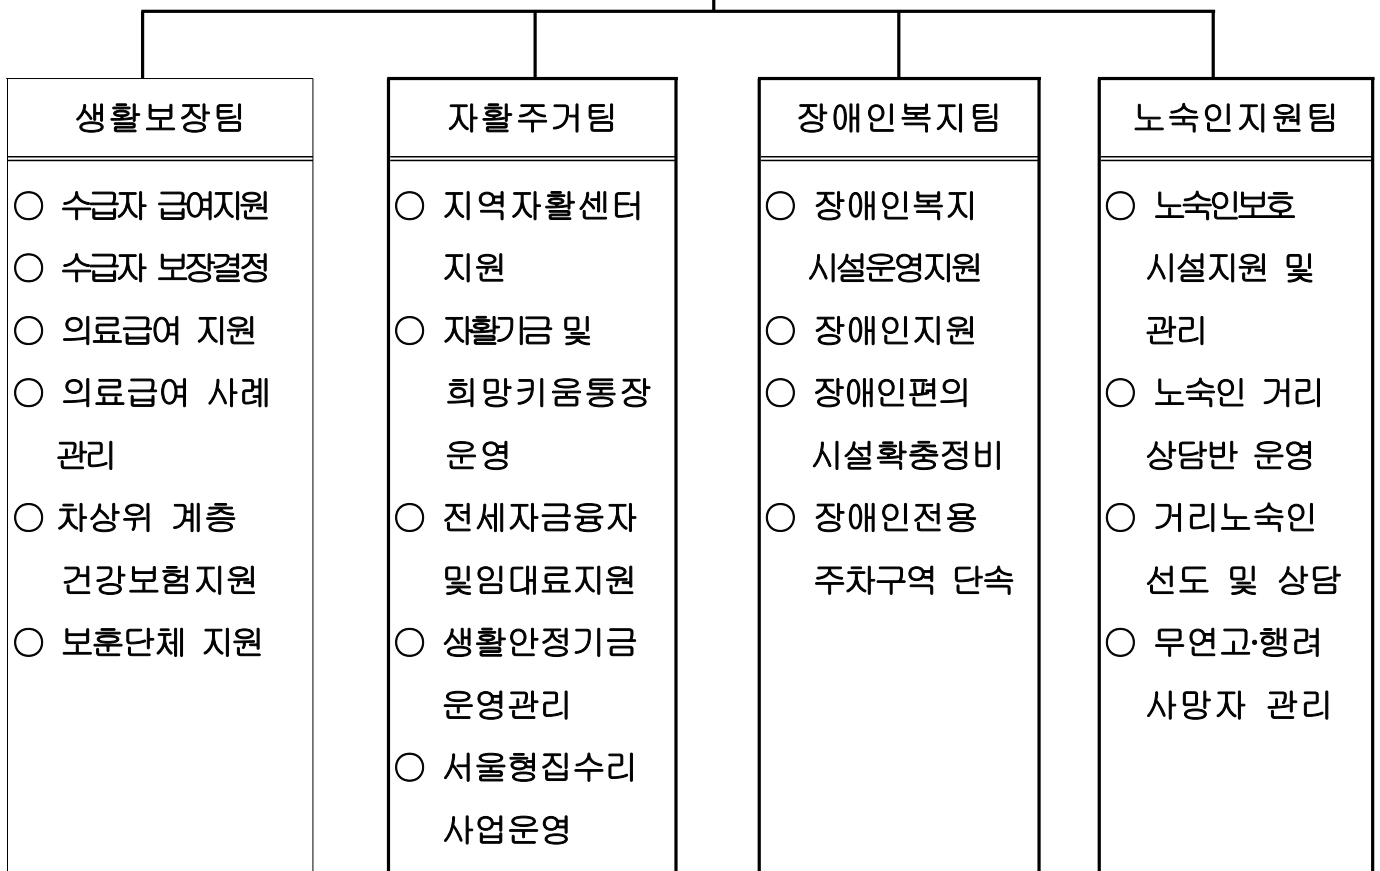 생활보장팀
○ 수급자 급여지원
○ 수급자 보장결정
○ 의료급여 지원
○ 의료급여 사례
관리
○ 차상위 계층
건강보험지원
○ 보훈단체 지원
자활주거팀
○ 지역자활센터
지원
○ 자활기금 및
희망키움통장
운영
○ 전세자금융자
및임대료지원
○ 생활안정기금
운영관리
○ 서울형집수리
사업운영
장애인복지팀
○ 장애인복지
시설운영지원
○ 장애인지원
○ 장애인편의
시설확충정비
○ 장애인전용
주차구역 단속
노숙인지원팀
○ 노숙인보호
시설지원 및
관리
○ 노숙인 거리
상담반 운영
○ 거리노숙인
선도 및 상담
○ 무연고·행려
사망자 관리